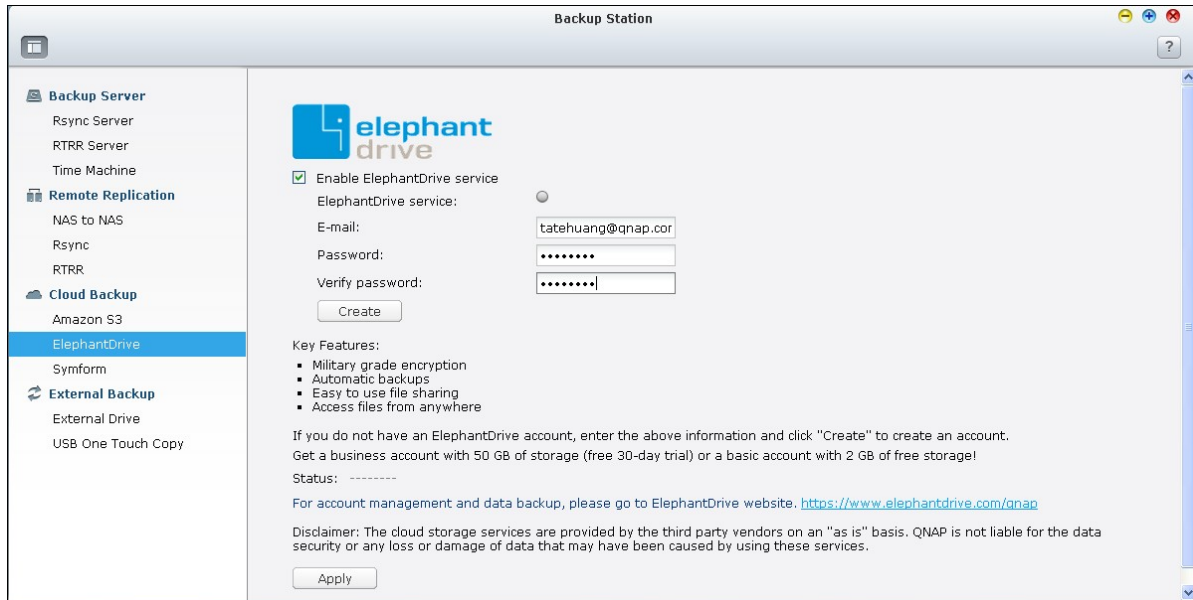 Backup Station
?
Backup Server
Rsync Server
RTRR Server
Time Machine
Remote Replication
NAS to NAS
Rsync
RTRR
Cloud Backup
Amazon S3
ElephantDrive
Symform
External Backup
External Drive
USB One Touch Copy
elephant
drive
Enable ElephantDrive service
ElephantDrive service:
E-mail: tatehuang@qnap.cor
Password: ••••••••
Verify password: ••••••••
Create
Key Features:
▪ Military grade encryption
▪ Automatic backups
▪ Easy to use file sharing
▪ Access files from anywhere
If you do not have an ElephantDrive account, enter the above information and click "Create" to create an account.
Get a business account with 50 GB of storage (free 30-day trial) or a basic account with 2 GB of free storage!
Status: --------
For account management and data backup, please go to ElephantDrive website. https://www.elephantdrive.com/qnap
Disclaimer: The cloud storage services are provided by the third party vendors on an "as is" basis. QNAP is not liable for the data
security or any loss or damage of data that may have been caused by using these services.
Apply